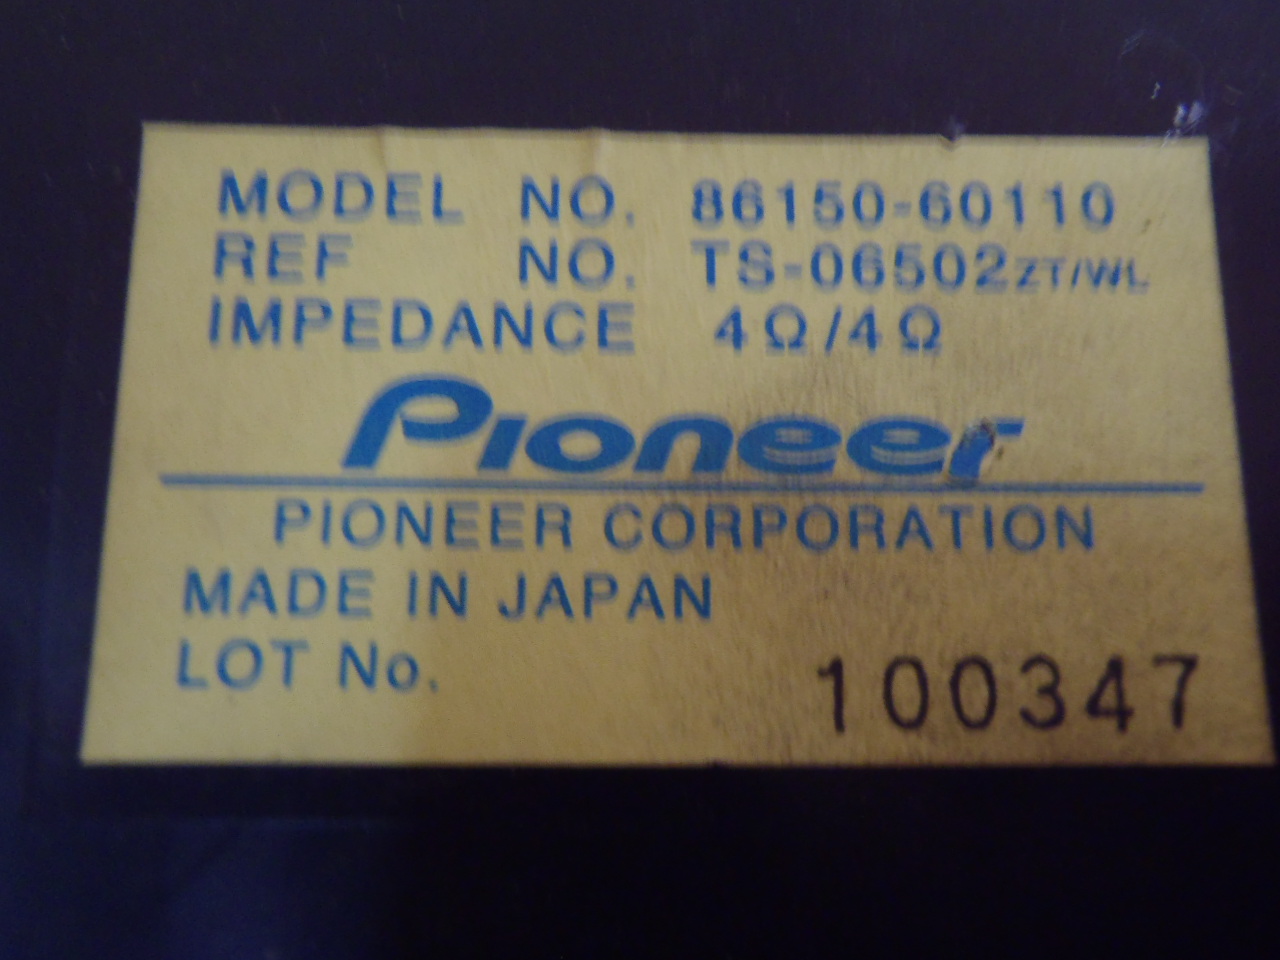 MODEL NO. 86150-60110
REF NO. TS-06502ZT/WL
IMPEDANCE 4Ω/4Ω
Pioneer
PIONEER CORPORATION
MADE IN JAPAN
LOT No. 100347